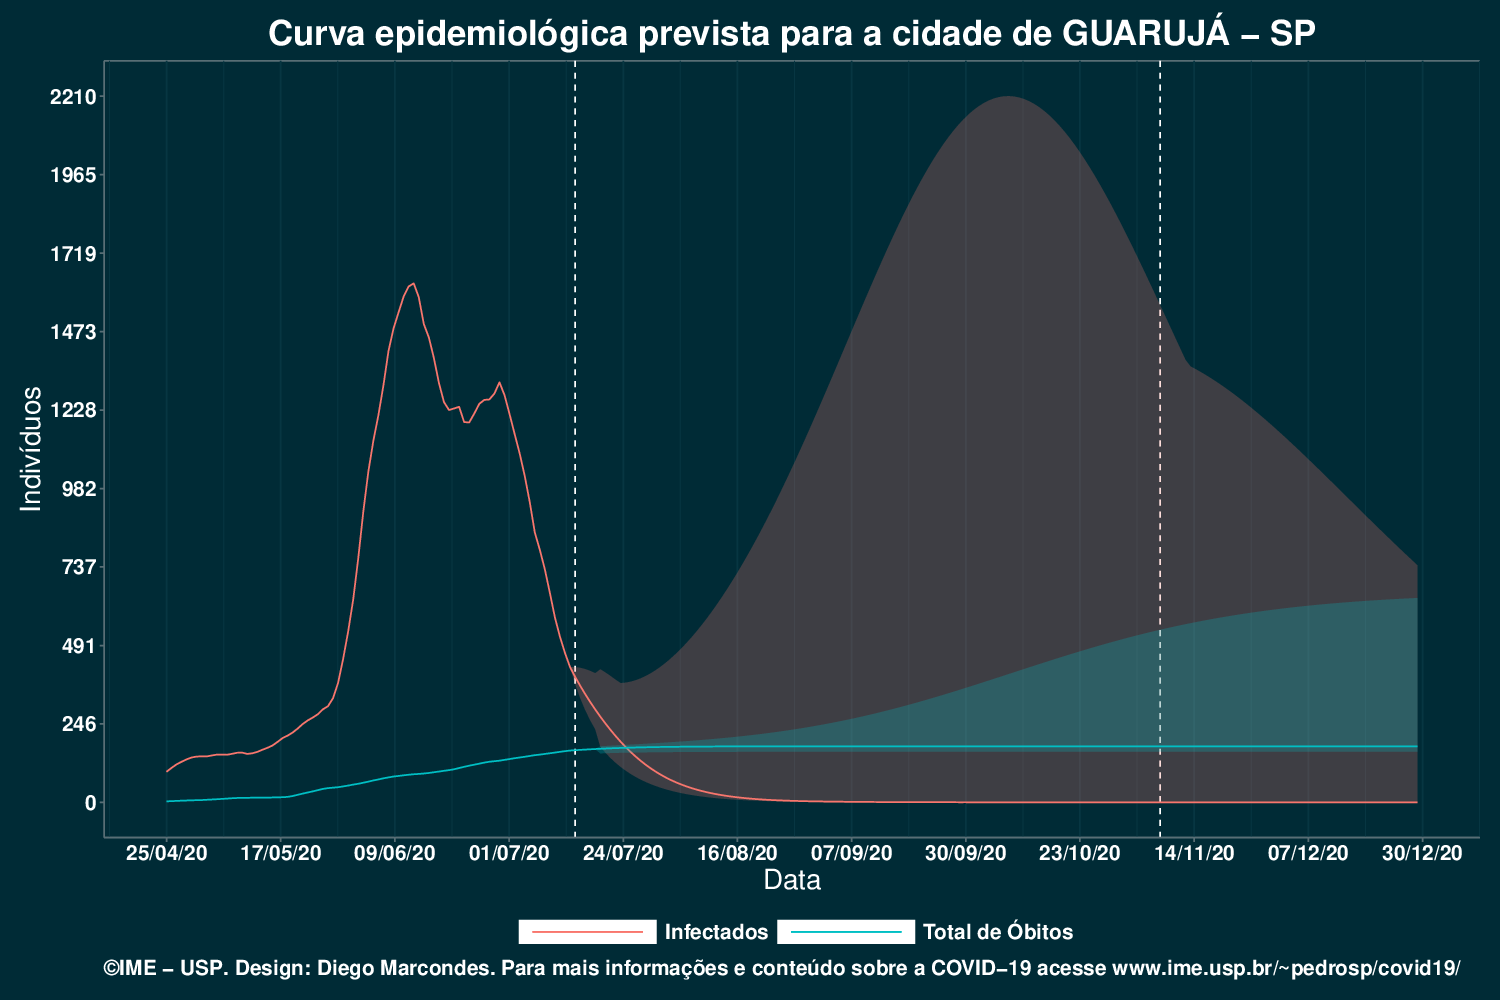 Curva epidemiológica prevista para a cidade de GUARUJÁ – SP
2210
1965
1719
1473
1228
982
737
491
246
0
Indivíduos
25/04/20 17/05/20 09/06/20 01/07/20 24/07/20 16/08/20 07/09/20 30/09/20 23/10/20 14/11/20 07/12/20 30/12/20
Data
Infectados Total de Óbitos
©IME – USP. Design: Diego Marcondes. Para mais informações e conteúdo sobre a COVID–19 acesse www.ime.usp.br/~pedrosp/covid19/